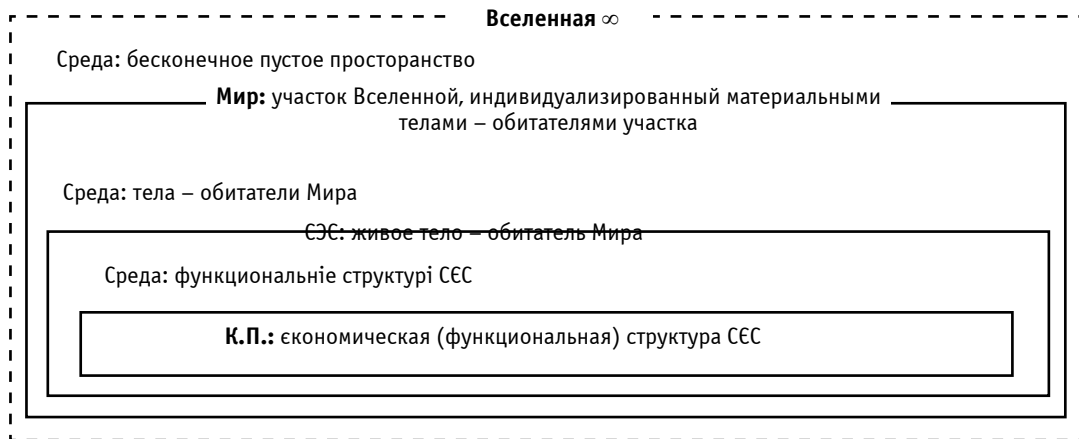 Вселенная ∞
Среда: бесконечное пустое просторанство
Мир: участок Вселенной, индивидуализированный материальными
телами – обитателями участка
Среда: тела – обитатели Мира
СЭС: живое тело – обитатель Мира
Среда: функциональніе структурі СЄС
К.П.: єкономическая (функциональная) структура СЄС